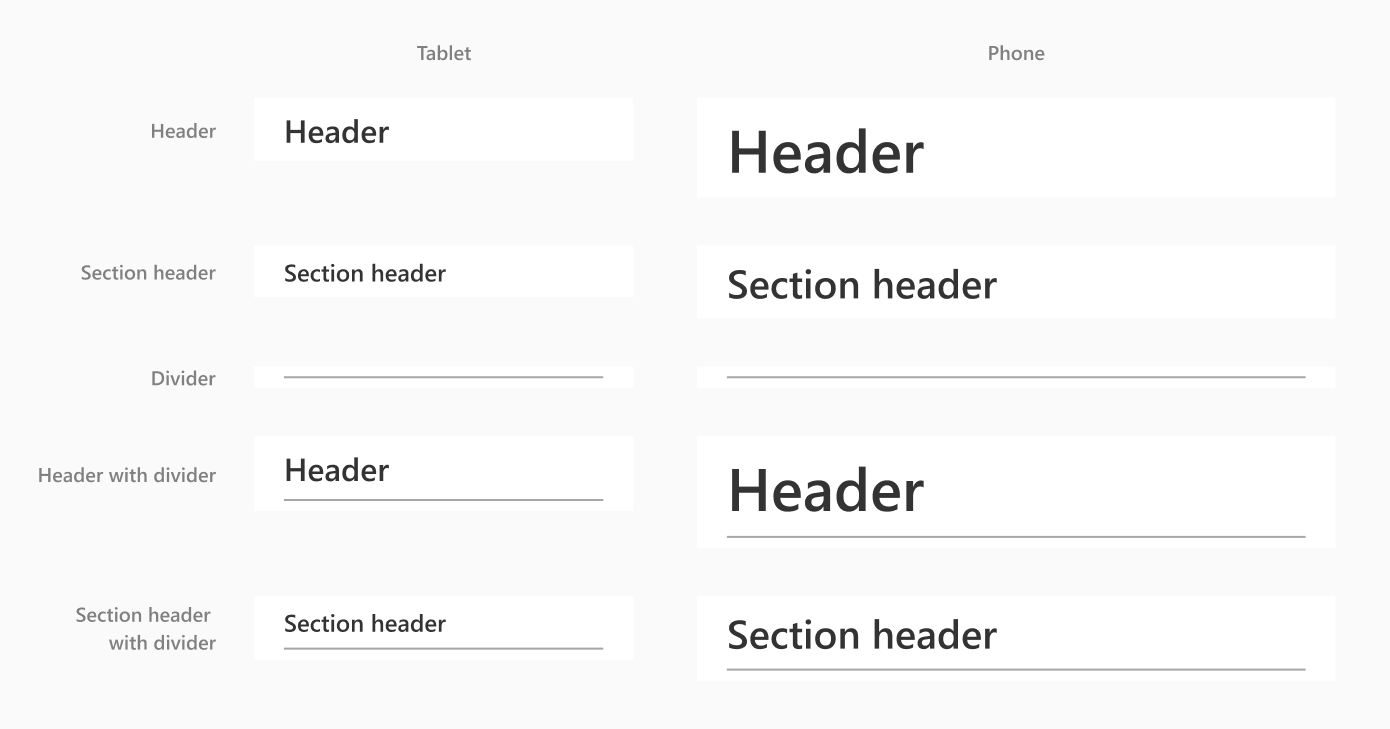 Tablet Phone
Header Header Header
Section header Section header Section header
Divider
Header with divider Header Header
Section header
with divider Section header Section header